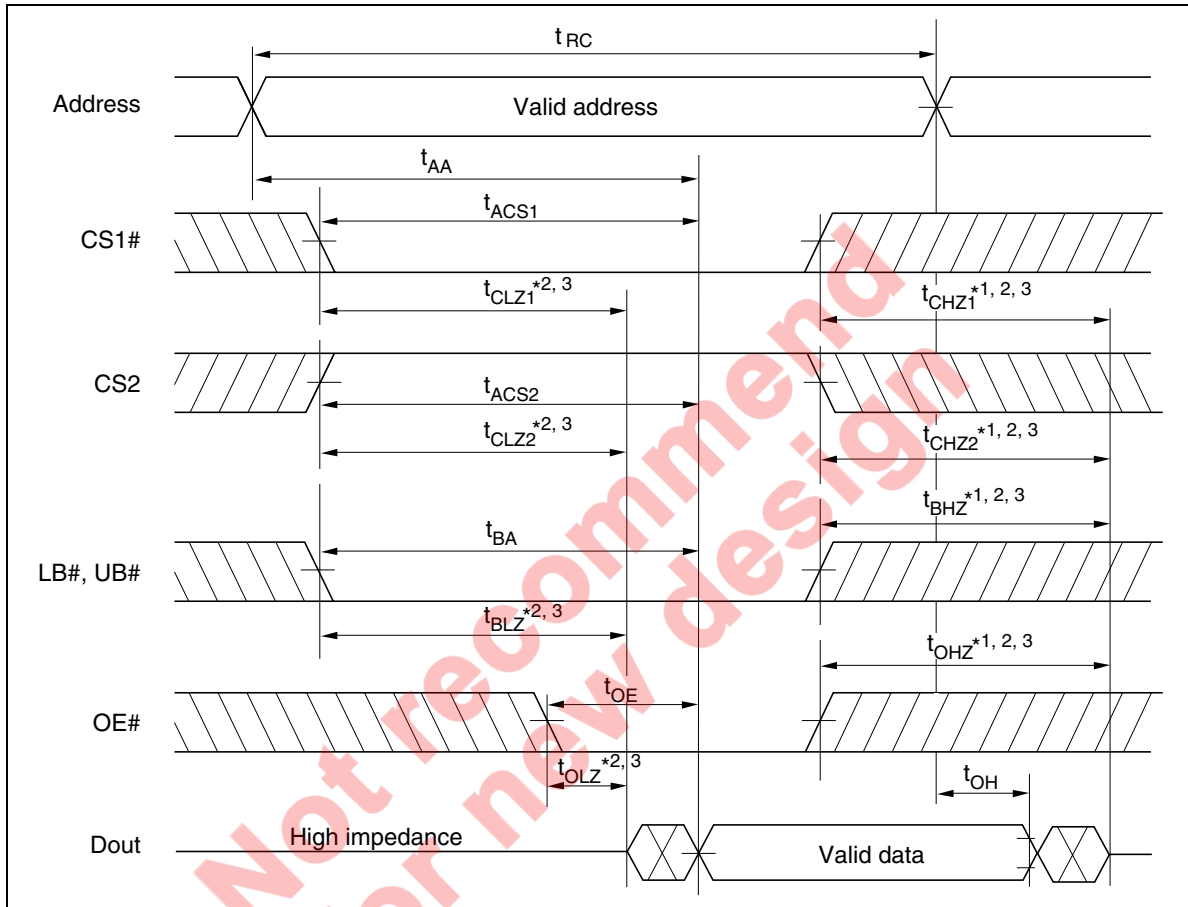 tRC
Address
Valid address
tAA
tACS1
CS1#
tCLZ1*2, 3
tCHZ1*1, 2, 3
CS2
tACS2
tCLZ2*2, 3
tCHZ2*1, 2, 3
tBHZ*1, 2, 3
tBA
LB#, UB#
tBLZ*2, 3
tOHZ*1, 2, 3
tOE
OE#
tOLZ*2, 3
tOH
High impedance
Dout
Valid data
Not recommend
for new design